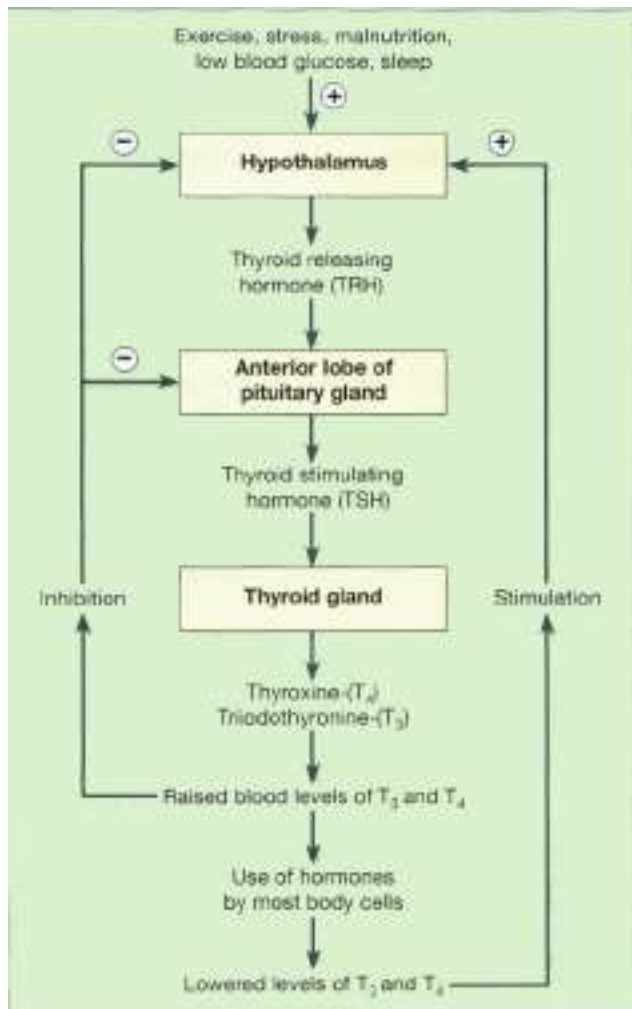 Exercise, stress, malnutrition,
low blood glucose, sleep
+
− +
Hypothalamus
Thyroid releasing
hormone (TRH)
−
Anterior lobe of
pituitary gland
Thyroid stimulating
hormone (TSH)
Inhibition
Thyroid gland
Stimulation
Thyroxine-(T₄)
Triiodothyronine-(T₃)
Raised blood levels of T₃ and T₄
Use of hormones
by most body cells
Lowered levels of T₃ and T₄